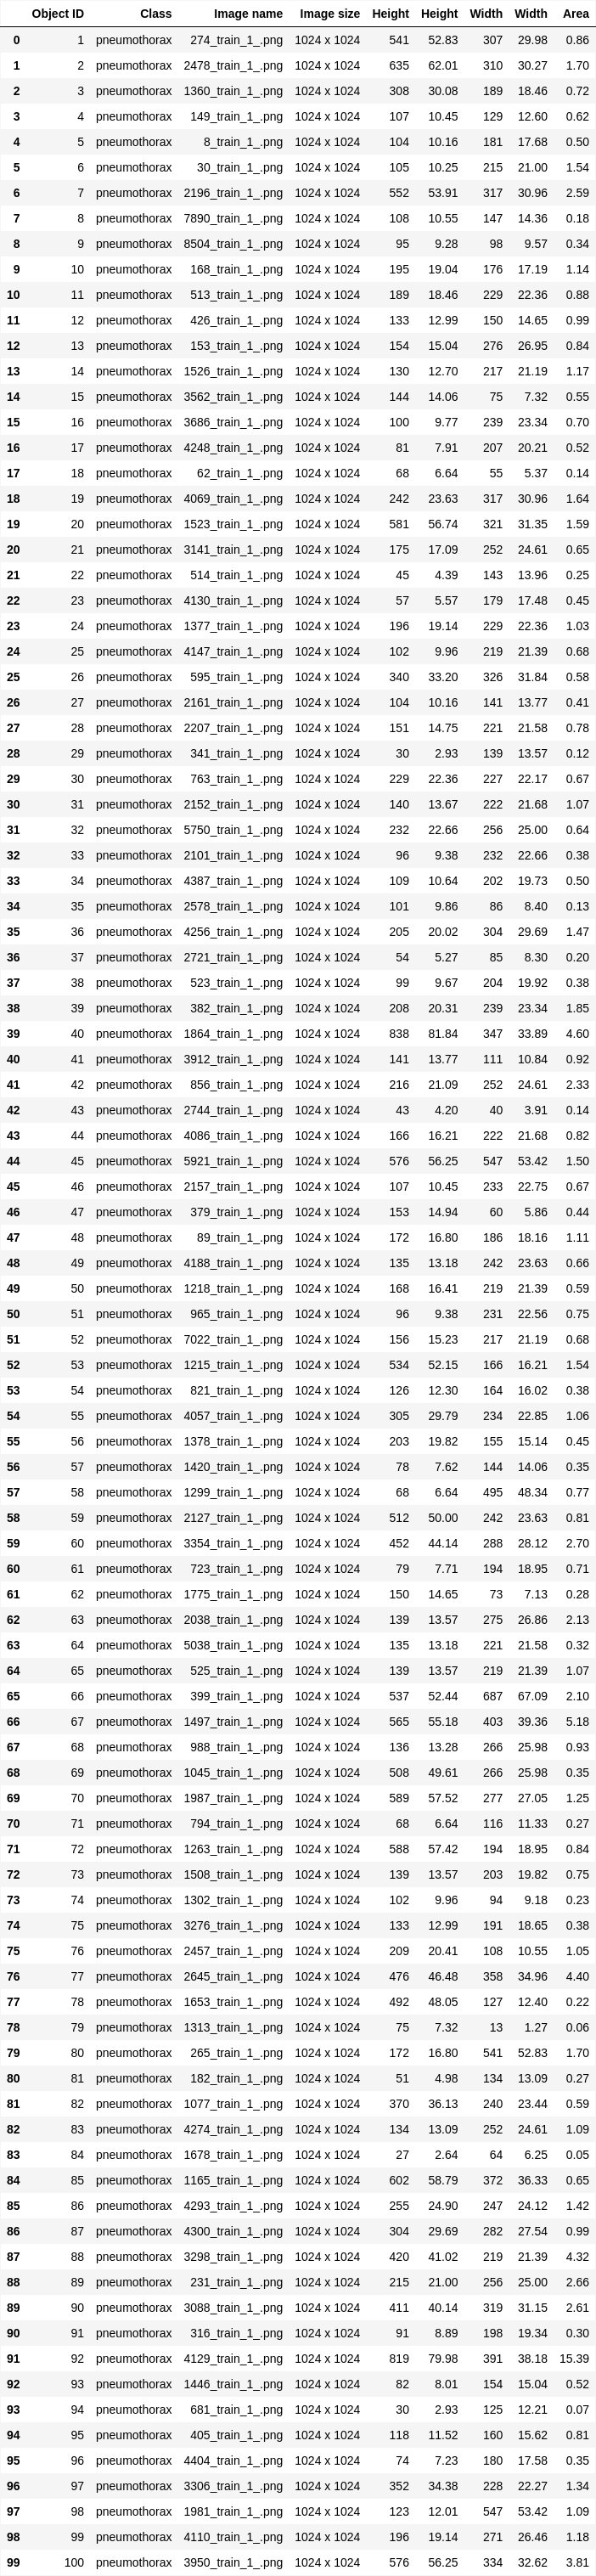 Object ID Class Image name Image size Height Height Width Width Area
0 1 pneumothorax 274_train_1_.png 1024 x 1024 541 52.83 307 29.98 0.86
1 2 pneumothorax 2478_train_1_.png 1024 x 1024 635 62.01 310 30.27 1.70
2 3 pneumothorax 1360_train_1_.png 1024 x 1024 308 30.08 189 18.46 0.72
3 4 pneumothorax 149_train_1_.png 1024 x 1024 107 10.45 129 12.60 0.62
4 5 pneumothorax 8_train_1_.png 1024 x 1024 104 10.16 181 17.68 0.50
5 6 pneumothorax 30_train_1_.png 1024 x 1024 105 10.25 215 21.00 1.54
6 7 pneumothorax 2196_train_1_.png 1024 x 1024 552 53.91 317 30.96 2.59
7 8 pneumothorax 7890_train_1_.png 1024 x 1024 108 10.55 147 14.36 0.18
8 9 pneumothorax 8504_train_1_.png 1024 x 1024 95 9.28 98 9.57 0.34
9 10 pneumothorax 168_train_1_.png 1024 x 1024 195 19.04 176 17.19 1.14
10 11 pneumothorax 513_train_1_.png 1024 x 1024 189 18.46 229 22.36 0.88
11 12 pneumothorax 426_train_1_.png 1024 x 1024 133 12.99 150 14.65 0.99
12 13 pneumothorax 153_train_1_.png 1024 x 1024 154 15.04 276 26.95 0.84
13 14 pneumothorax 1526_train_1_.png 1024 x 1024 130 12.70 217 21.19 1.17
14 15 pneumothorax 3562_train_1_.png 1024 x 1024 144 14.06 75 7.32 0.55
15 16 pneumothorax 3686_train_1_.png 1024 x 1024 100 9.77 239 23.34 0.70
16 17 pneumothorax 4248_train_1_.png 1024 x 1024 81 7.91 207 20.21 0.52
17 18 pneumothorax 62_train_1_.png 1024 x 1024 68 6.64 55 5.37 0.14
18 19 pneumothorax 4069_train_1_.png 1024 x 1024 242 23.63 317 30.96 1.64
19 20 pneumothorax 1523_train_1_.png 1024 x 1024 581 56.74 321 31.35 1.59
20 21 pneumothorax 3141_train_1_.png 1024 x 1024 175 17.09 252 24.61 0.65
21 22 pneumothorax 514_train_1_.png 1024 x 1024 45 4.39 143 13.96 0.25
22 23 pneumothorax 4130_train_1_.png 1024 x 1024 57 5.57 179 17.48 0.45
23 24 pneumothorax 1377_train_1_.png 1024 x 1024 196 19.14 229 22.36 1.03
24 25 pneumothorax 4147_train_1_.png 1024 x 1024 102 9.96 219 21.39 0.68
25 26 pneumothorax 595_train_1_.png 1024 x 1024 340 33.20 326 31.84 0.58
26 27 pneumothorax 2161_train_1_.png 1024 x 1024 104 10.16 141 13.77 0.41
27 28 pneumothorax 2207_train_1_.png 1024 x 1024 151 14.75 221 21.58 0.78
28 29 pneumothorax 341_train_1_.png 1024 x 1024 30 2.93 139 13.57 0.12
29 30 pneumothorax 763_train_1_.png 1024 x 1024 229 22.36 227 22.17 0.67
30 31 pneumothorax 2152_train_1_.png 1024 x 1024 140 13.67 222 21.68 1.07
31 32 pneumothorax 5750_train_1_.png 1024 x 1024 232 22.66 256 25.00 0.64
32 33 pneumothorax 2101_train_1_.png 1024 x 1024 96 9.38 232 22.66 0.38
33 34 pneumothorax 4387_train_1_.png 1024 x 1024 109 10.64 202 19.73 0.50
34 35 pneumothorax 2578_train_1_.png 1024 x 1024 101 9.86 86 8.40 0.13
35 36 pneumothorax 4256_train_1_.png 1024 x 1024 205 20.02 304 29.69 1.47
36 37 pneumothorax 2721_train_1_.png 1024 x 1024 54 5.27 85 8.30 0.20
37 38 pneumothorax 523_train_1_.png 1024 x 1024 99 9.67 204 19.92 0.38
38 39 pneumothorax 382_train_1_.png 1024 x 1024 208 20.31 239 23.34 1.85
39 40 pneumothorax 1864_train_1_.png 1024 x 1024 838 81.84 347 33.89 4.60
40 41 pneumothorax 3912_train_1_.png 1024 x 1024 141 13.77 111 10.84 0.92
41 42 pneumothorax 856_train_1_.png 1024 x 1024 216 21.09 252 24.61 2.33
42 43 pneumothorax 2744_train_1_.png 1024 x 1024 43 4.20 40 3.91 0.14
43 44 pneumothorax 4086_train_1_.png 1024 x 1024 166 16.21 222 21.68 0.82
44 45 pneumothorax 5921_train_1_.png 1024 x 1024 576 56.25 547 53.42 1.50
45 46 pneumothorax 2157_train_1_.png 1024 x 1024 107 10.45 233 22.75 0.67
46 47 pneumothorax 379_train_1_.png 1024 x 1024 153 14.94 60 5.86 0.44
47 48 pneumothorax 89_train_1_.png 1024 x 1024 172 16.80 186 18.16 1.11
48 49 pneumothorax 4188_train_1_.png 1024 x 1024 135 13.18 242 23.63 0.66
49 50 pneumothorax 1218_train_1_.png 1024 x 1024 168 16.41 219 21.39 0.59
50 51 pneumothorax 965_train_1_.png 1024 x 1024 96 9.38 231 22.56 0.75
51 52 pneumothorax 7022_train_1_.png 1024 x 1024 156 15.23 217 21.19 0.68
52 53 pneumothorax 1215_train_1_.png 1024 x 1024 534 52.15 166 16.21 1.54
53 54 pneumothorax 821_train_1_.png 1024 x 1024 126 12.30 164 16.02 0.38
54 55 pneumothorax 4057_train_1_.png 1024 x 1024 305 29.79 234 22.85 1.06
55 56 pneumothorax 1378_train_1_.png 1024 x 1024 203 19.82 155 15.14 0.45
56 57 pneumothorax 1420_train_1_.png 1024 x 1024 78 7.62 144 14.06 0.35
57 58 pneumothorax 1299_train_1_.png 1024 x 1024 68 6.64 495 48.34 0.77
58 59 pneumothorax 2127_train_1_.png 1024 x 1024 512 50.00 242 23.63 0.81
59 60 pneumothorax 3354_train_1_.png 1024 x 1024 452 44.14 288 28.12 2.70
60 61 pneumothorax 723_train_1_.png 1024 x 1024 79 7.71 194 18.95 0.71
61 62 pneumothorax 1775_train_1_.png 1024 x 1024 150 14.65 73 7.13 0.28
62 63 pneumothorax 2038_train_1_.png 1024 x 1024 139 13.57 275 26.86 2.13
63 64 pneumothorax 5038_train_1_.png 1024 x 1024 135 13.18 221 21.58 0.32
64 65 pneumothorax 525_train_1_.png 1024 x 1024 139 13.57 219 21.39 1.07
65 66 pneumothorax 399_train_1_.png 1024 x 1024 537 52.44 687 67.09 2.10
66 67 pneumothorax 1497_train_1_.png 1024 x 1024 565 55.18 403 39.36 5.18
67 68 pneumothorax 988_train_1_.png 1024 x 1024 136 13.28 266 25.98 0.93
68 69 pneumothorax 1045_train_1_.png 1024 x 1024 508 49.61 266 25.98 0.35
69 70 pneumothorax 1987_train_1_.png 1024 x 1024 589 57.52 277 27.05 1.25
70 71 pneumothorax 794_train_1_.png 1024 x 1024 68 6.64 116 11.33 0.27
71 72 pneumothorax 1263_train_1_.png 1024 x 1024 588 57.42 194 18.95 0.84
72 73 pneumothorax 1508_train_1_.png 1024 x 1024 139 13.57 203 19.82 0.75
73 74 pneumothorax 1302_train_1_.png 1024 x 1024 102 9.96 94 9.18 0.23
74 75 pneumothorax 3276_train_1_.png 1024 x 1024 133 12.99 191 18.65 0.38
75 76 pneumothorax 2457_train_1_.png 1024 x 1024 209 20.41 108 10.55 1.05
76 77 pneumothorax 2645_train_1_.png 1024 x 1024 476 46.48 358 34.96 4.40
77 78 pneumothorax 1653_train_1_.png 1024 x 1024 492 48.05 127 12.40 0.22
78 79 pneumothorax 1313_train_1_.png 1024 x 1024 75 7.32 13 1.27 0.06
79 80 pneumothorax 265_train_1_.png 1024 x 1024 172 16.80 541 52.83 1.70
80 81 pneumothorax 182_train_1_.png 1024 x 1024 51 4.98 134 13.09 0.27
81 82 pneumothorax 1077_train_1_.png 1024 x 1024 370 36.13 240 23.44 0.59
82 83 pneumothorax 4274_train_1_.png 1024 x 1024 134 13.09 252 24.61 1.09
83 84 pneumothorax 1678_train_1_.png 1024 x 1024 27 2.64 64 6.25 0.05
84 85 pneumothorax 1165_train_1_.png 1024 x 1024 602 58.79 372 36.33 0.65
85 86 pneumothorax 4293_train_1_.png 1024 x 1024 255 24.90 247 24.12 1.42
86 87 pneumothorax 4300_train_1_.png 1024 x 1024 304 29.69 282 27.54 0.99
87 88 pneumothorax 3298_train_1_.png 1024 x 1024 420 41.02 219 21.39 4.32
88 89 pneumothorax 231_train_1_.png 1024 x 1024 215 21.00 256 25.00 2.66
89 90 pneumothorax 3088_train_1_.png 1024 x 1024 411 40.14 319 31.15 2.61
90 91 pneumothorax 316_train_1_.png 1024 x 1024 91 8.89 198 19.34 0.30
91 92 pneumothorax 4129_train_1_.png 1024 x 1024 819 79.98 391 38.18 15.39
92 93 pneumothorax 1446_train_1_.png 1024 x 1024 82 8.01 154 15.04 0.52
93 94 pneumothorax 681_train_1_.png 1024 x 1024 30 2.93 125 12.21 0.07
94 95 pneumothorax 405_train_1_.png 1024 x 1024 118 11.52 160 15.62 0.81
95 96 pneumothorax 4404_train_1_.png 1024 x 1024 74 7.23 180 17.58 0.35
96 97 pneumothorax 3306_train_1_.png 1024 x 1024 352 34.38 228 22.27 1.34
97 98 pneumothorax 1981_train_1_.png 1024 x 1024 123 12.01 547 53.42 1.09
98 99 pneumothorax 4110_train_1_.png 1024 x 1024 196 19.14 271 26.46 1.18
99 100 pneumothorax 3950_train_1_.png 1024 x 1024 576 56.25 334 32.62 3.81